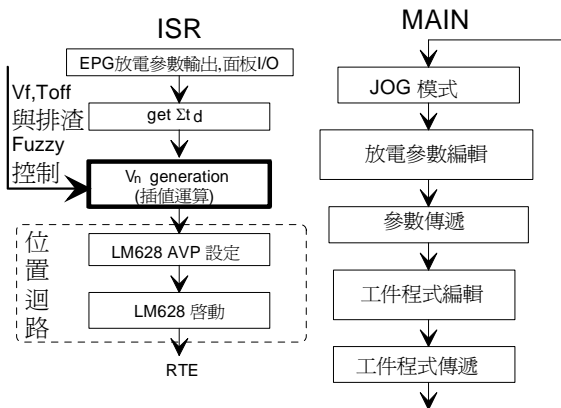 ISR
EPG放電參數輸出,面板I/O
Vf,Toff
與排渣
Fuzzy
控制
get Σt d
Vn generation
(插值運算)
位置迴路
LM628 AVP 設定
LM628 啓動
RTE
MAIN
JOG 模式
放電參數編輯
參數傳遞
工件程式編輯
工件程式傳遞